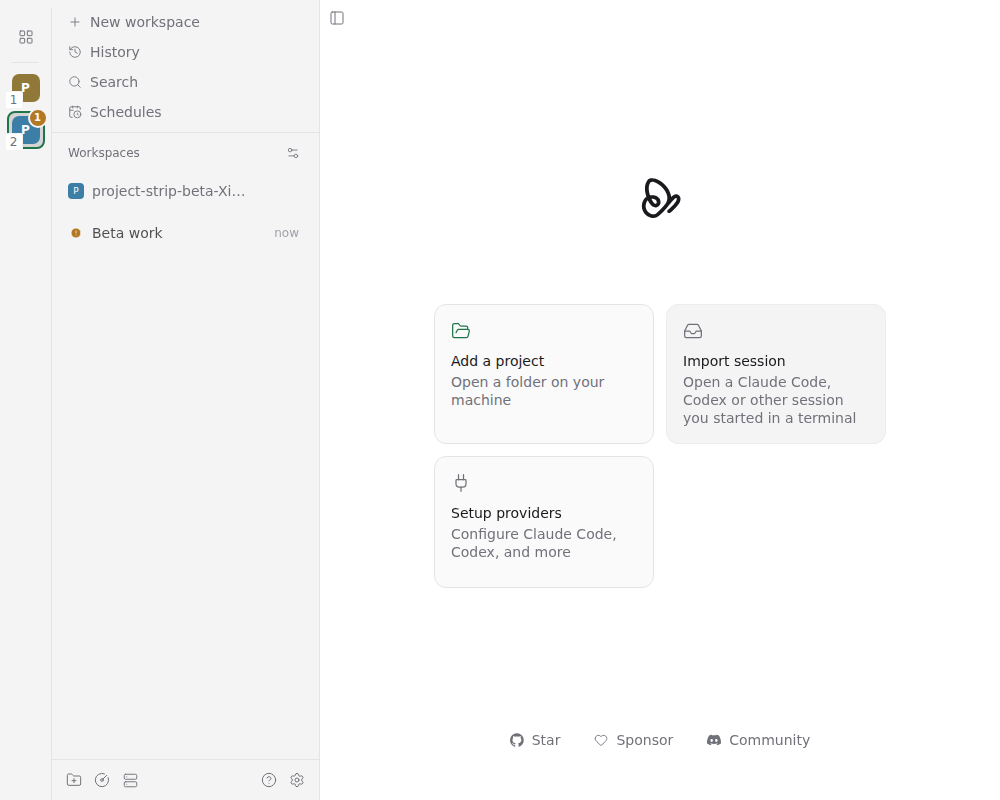 New workspace
History
Search
Schedules
P
1
1
P
2
Workspaces
P project-strip-beta-Xi...
! Beta work now
Add a project
Open a folder on your
machine
Import session
Open a Claude Code,
Codex or other session
you started in a terminal
Setup providers
Configure Claude Code,
Codex, and more
Star
Sponsor
Community